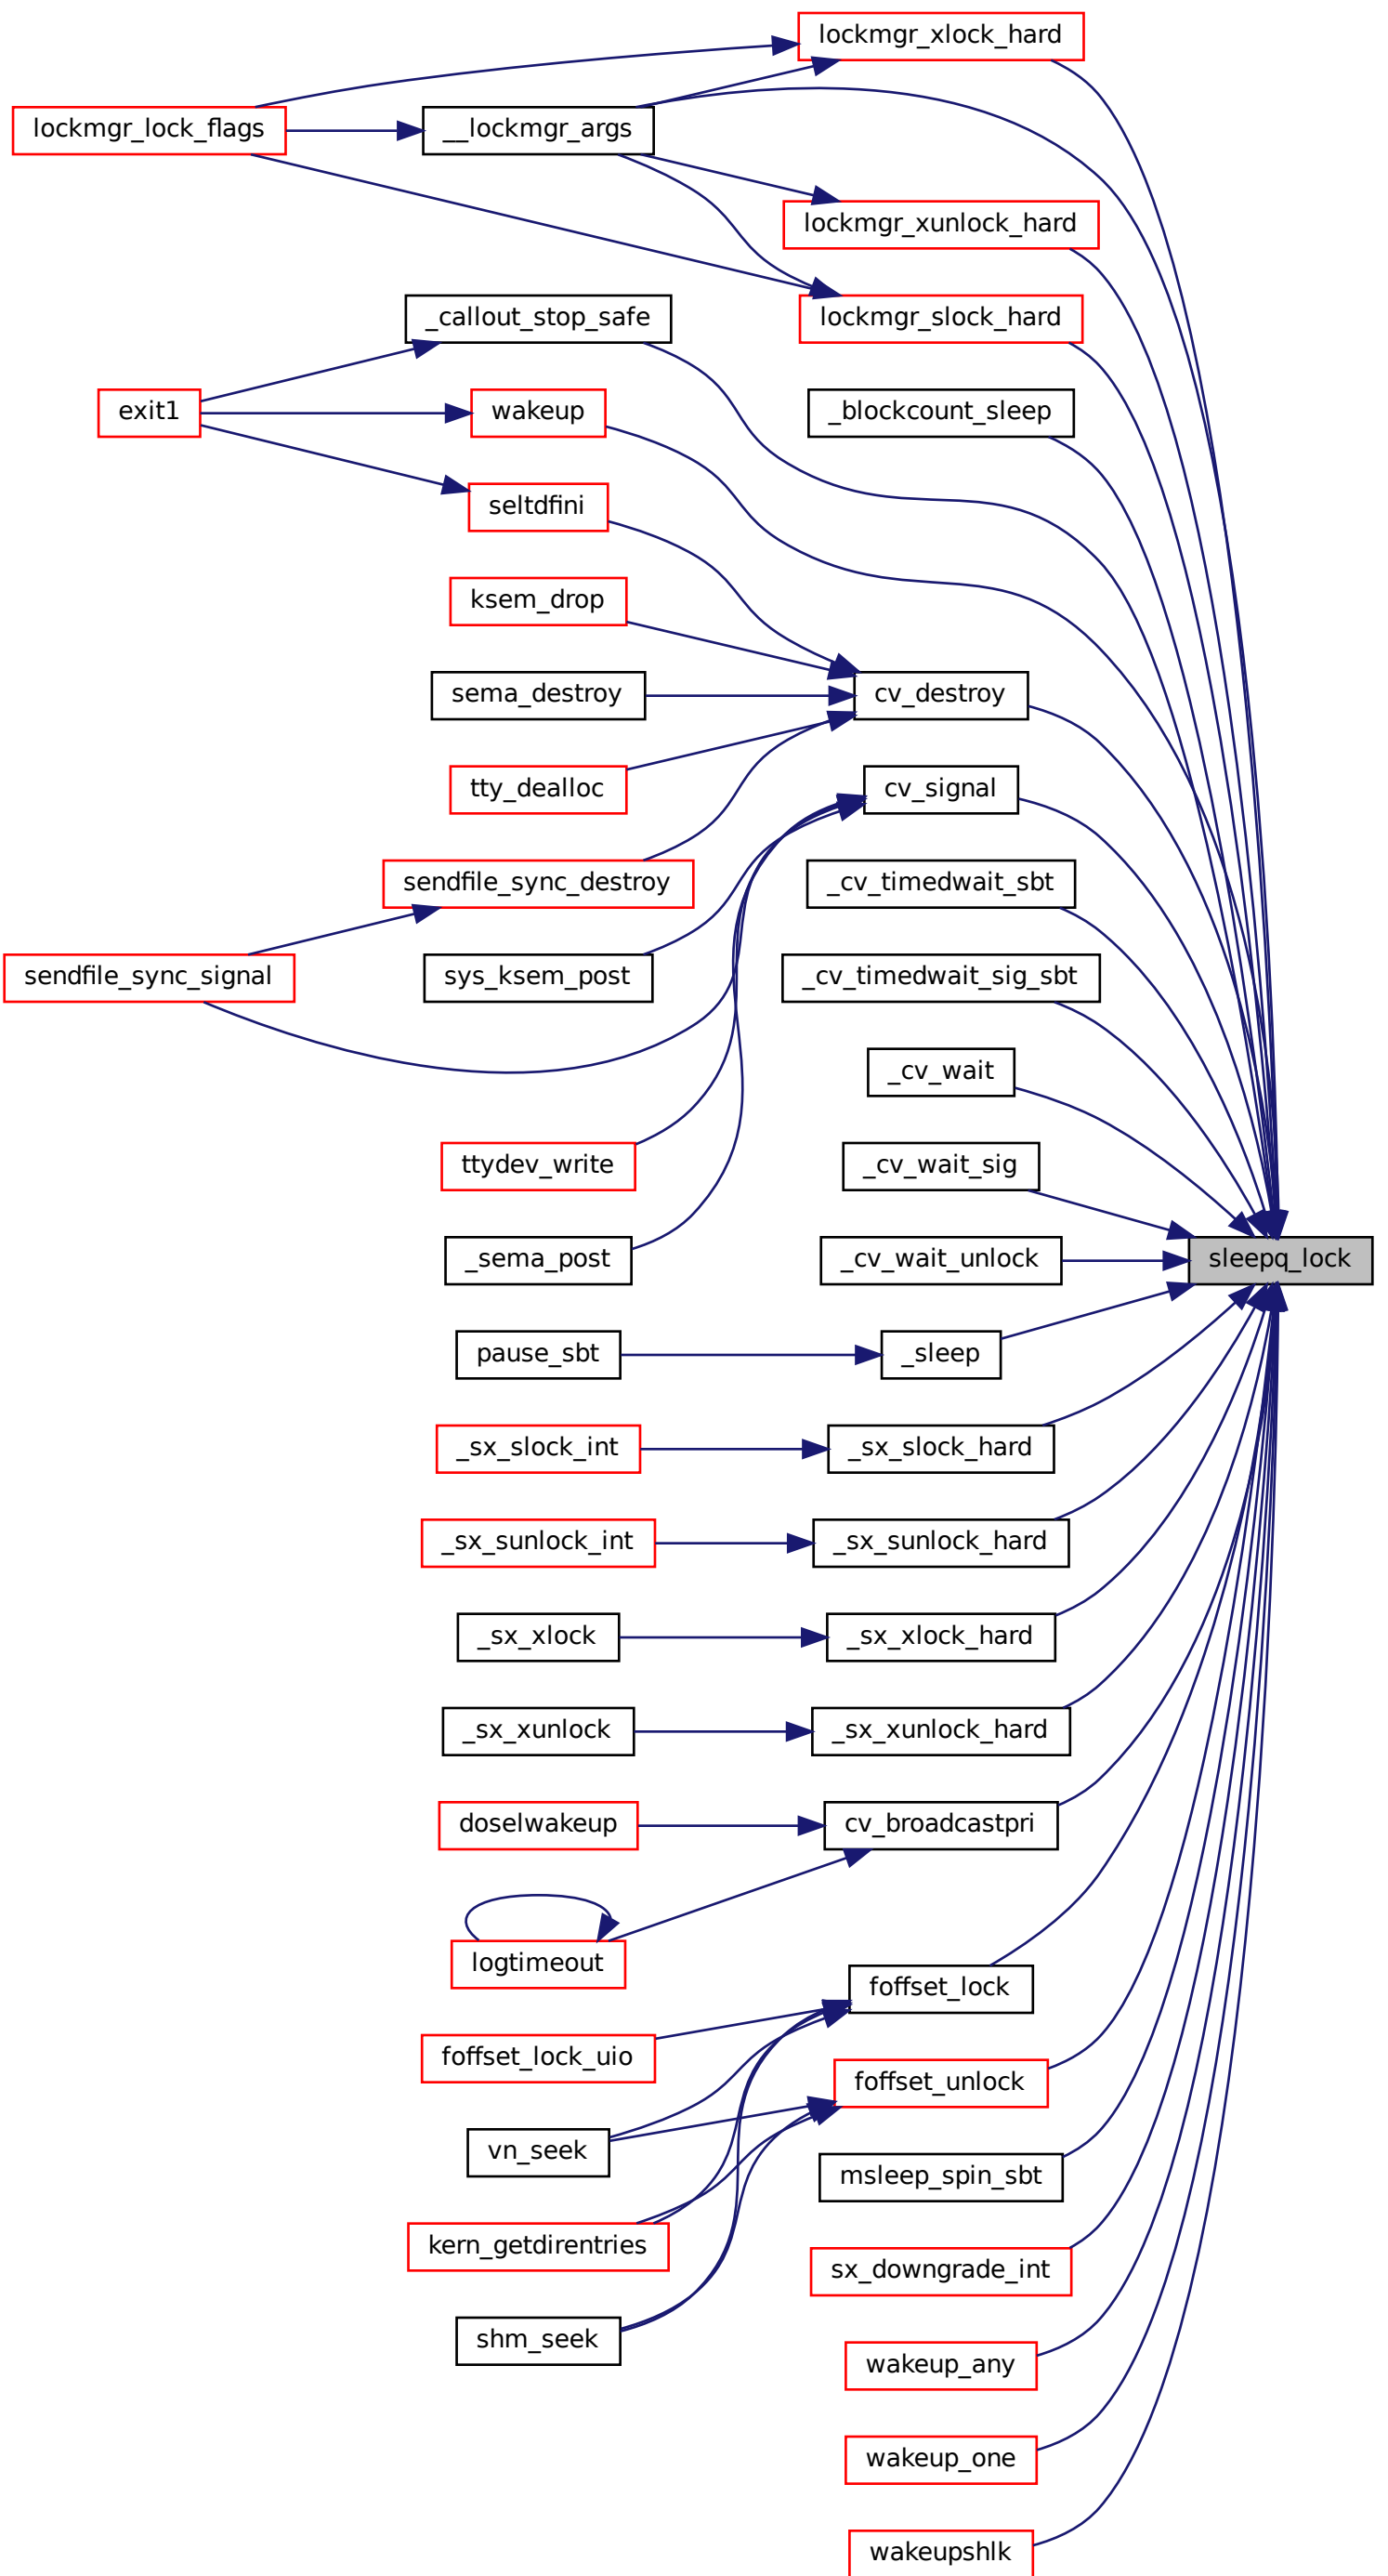 lockmgr_xlock_hard
lockmgr_lock_flags
__lockmgr_args
lockmgr_xunlock_hard
lockmgr_slock_hard
_callout_stop_safe
exit1
wakeup
_blockcount_sleep
seltdfini
ksem_drop
sema_destroy
cv_destroy
tty_dealloc
cv_signal
sendfile_sync_destroy
_cv_timedwait_sbt
sendfile_sync_signal
sys_ksem_post
_cv_timedwait_sig_sbt
_cv_wait
ttydev_write
_cv_wait_sig
_sema_post
_cv_wait_unlock
sleepq_lock
pause_sbt
_sleep
_sx_slock_int
_sx_slock_hard
_sx_sunlock_int
_sx_sunlock_hard
_sx_xlock
_sx_xlock_hard
_sx_xunlock
_sx_xunlock_hard
doselwakeup
cv_broadcastpri
logtimeout
foffset_lock
foffset_lock_uio
foffset_unlock
vn_seek
msleep_spin_sbt
kern_getdirentries
sx_downgrade_int
shm_seek
wakeup_any
wakeup_one
wakeupshlk